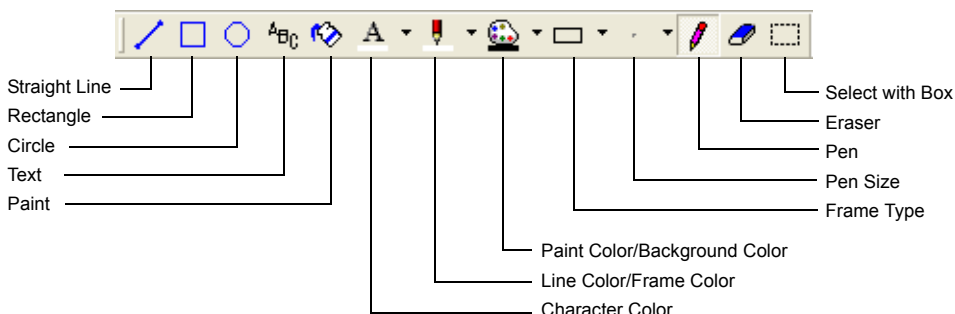 ABC
A
Straight Line
Rectangle
Circle
Text
Paint
Select with Box
Eraser
Pen
Pen Size
Frame Type
Paint Color/Background Color
Line Color/Frame Color
Character Color